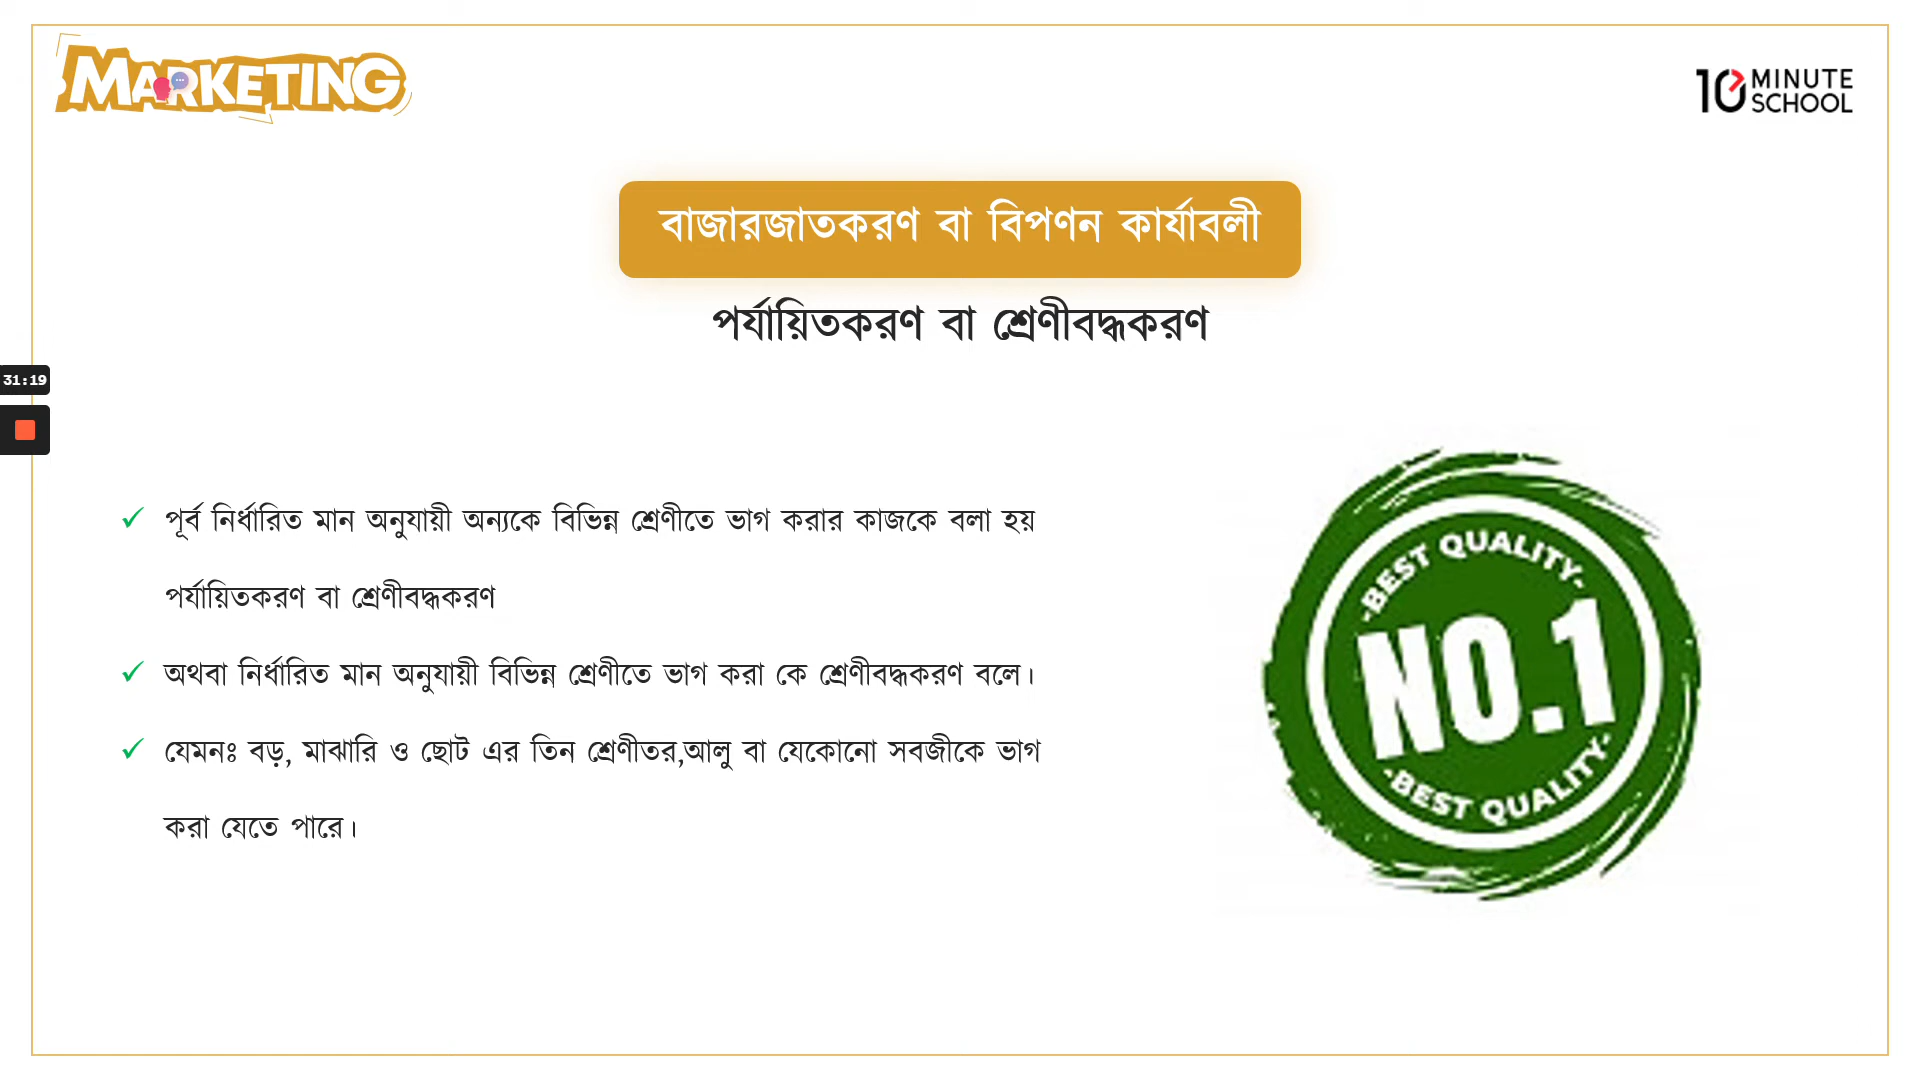 MARKETING
10 MINUTE SCHOOL
বাজারজাতকরণ বা বিপণন কার্যাবলী
পর্যায়িতকরণ বা শ্রেণীবদ্ধকরণ
31:19
পূর্ব নির্ধারিত মান অনুযায়ী অন্যকে বিভিন্ন শ্রেণীতে ভাগ করার কাজকে বলা হয়
পর্যায়িতকরণ বা শ্রেণীবদ্ধকরণ
অথবা নির্ধারিত মান অনুযায়ী বিভিন্ন শ্রেণীতে ভাগ করা কে শ্রেণীবদ্ধকরণ বলে।
যেমনঃ বড়, মাঝারি ও ছোট এর তিন শ্রেণীতর,আলু বা যেকোনো সবজীকে ভাগ
করা যেতে পারে।
-BEST QUALITY-
NO.1
-BEST QUALITY-